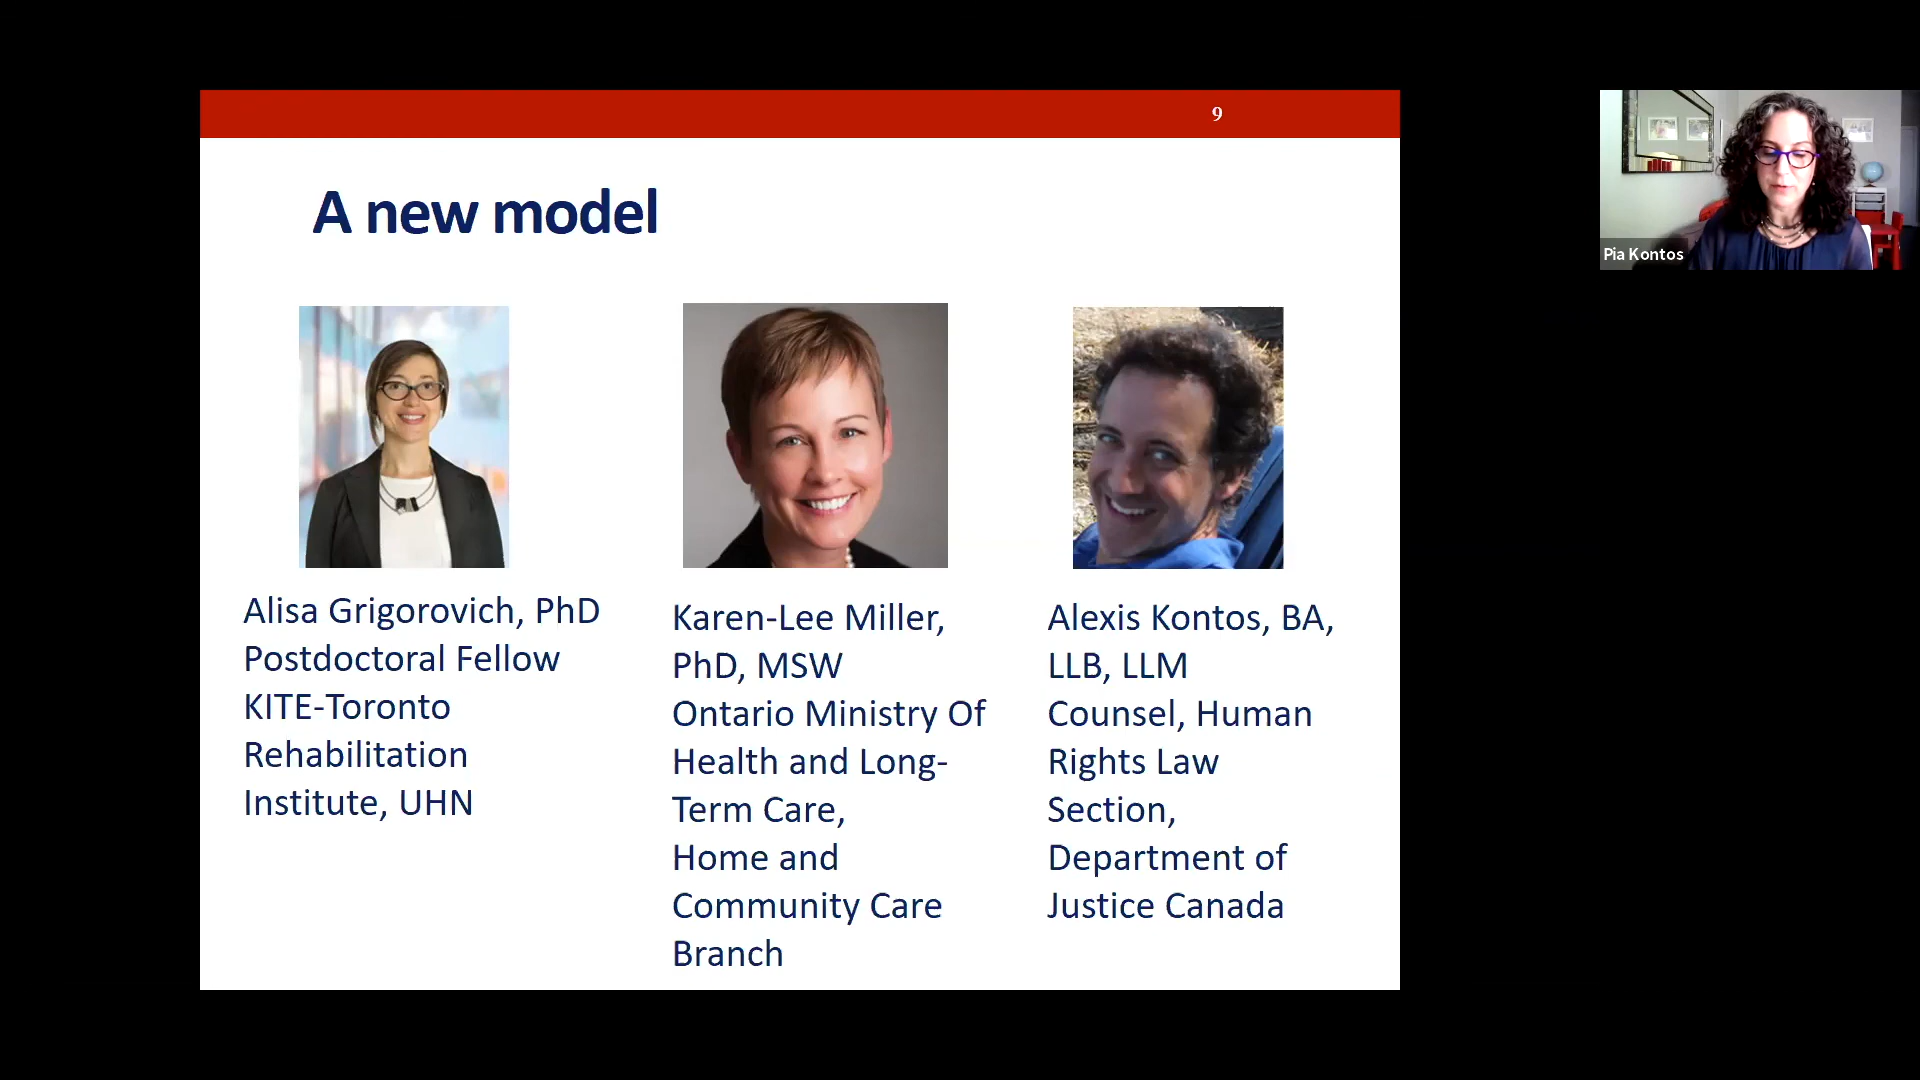 9
A new model
Alisa Grigorovich, PhD
Postdoctoral Fellow
KITE-Toronto
Rehabilitation
Institute, UHN
Karen-Lee Miller,
PhD, MSW
Ontario Ministry Of
Health and Long-
Term Care,
Home and
Community Care
Branch
Alexis Kontos, BA,
LLB, LLM
Counsel, Human
Rights Law
Section,
Department of
Justice Canada
Pia Kontos